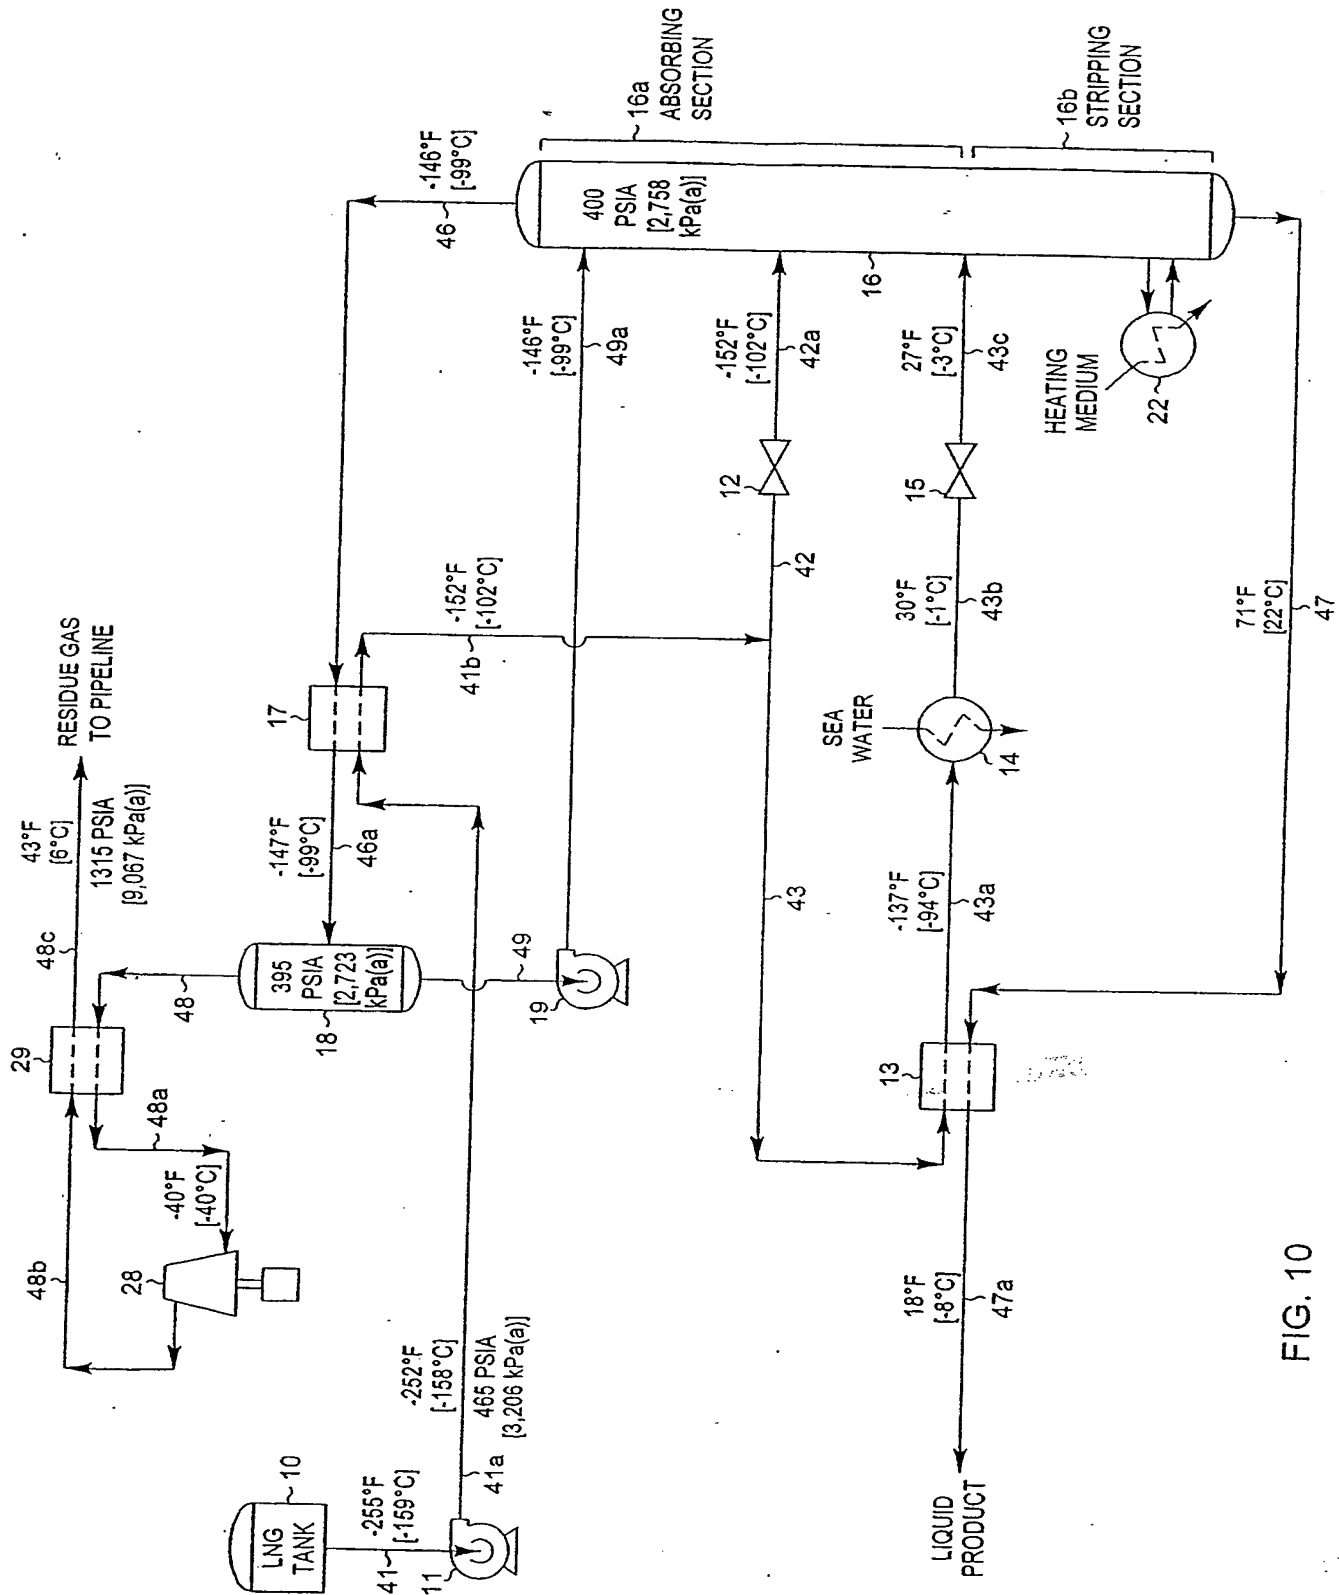 43°F
[6°C]
RESIDUE GAS
TO PIPELINE
48c
1315 PSIA
[9,067 kPa(a)]
29
48b
48a
-40°F
[-40°C]
28
48
395
PSIA
[2,723
kPa(a)]
18
-147°F
[-99°C]
46a
17
-146°F
[-99°C]
46
49
19
LNG
TANK
10
-255°F
[-159°C]
41
11
-252°F
[-158°C]
41a
465 PSIA
[3,206 kPa(a)]
-152°F
[-102°C]
41b
-146°F
[-99°C]
49a
400
PSIA
[2,758
kPa(a)]
16a
ABSORBING
SECTION
16b
STRIPPING
SECTION
16
43
42
12
-152°F
[-102°C]
42a
13
-137°F
[-94°C]
43a
SEA
WATER
14
30°F
[-1°C]
43b
15
27°F
[-3°C]
43c
HEATING
MEDIUM
22
LIQUID
PRODUCT
18°F
[-8°C]
47a
71°F
[22°C]
47
FIG. 10